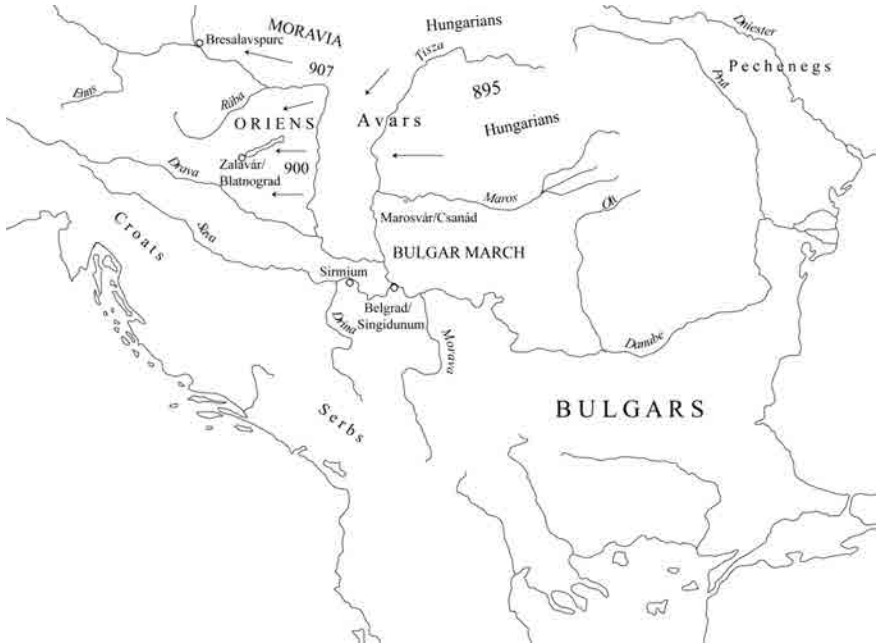 MORAVIA
Hungarians
Dniester
Bresalavspurc
907
Tisza
Prut
Pechenegs
Enns
Rába
895
ORIENS
Avars
Hungarians
Zalavár/
Blatnograd
900
Drava
Maros
Olt
Marosvár/Csanád
Croats
Sava
BULGAR MARCH
Sirmium
Belgrad/
Singidunum
Drina
Morava
Danube
Serbs
BULGARS